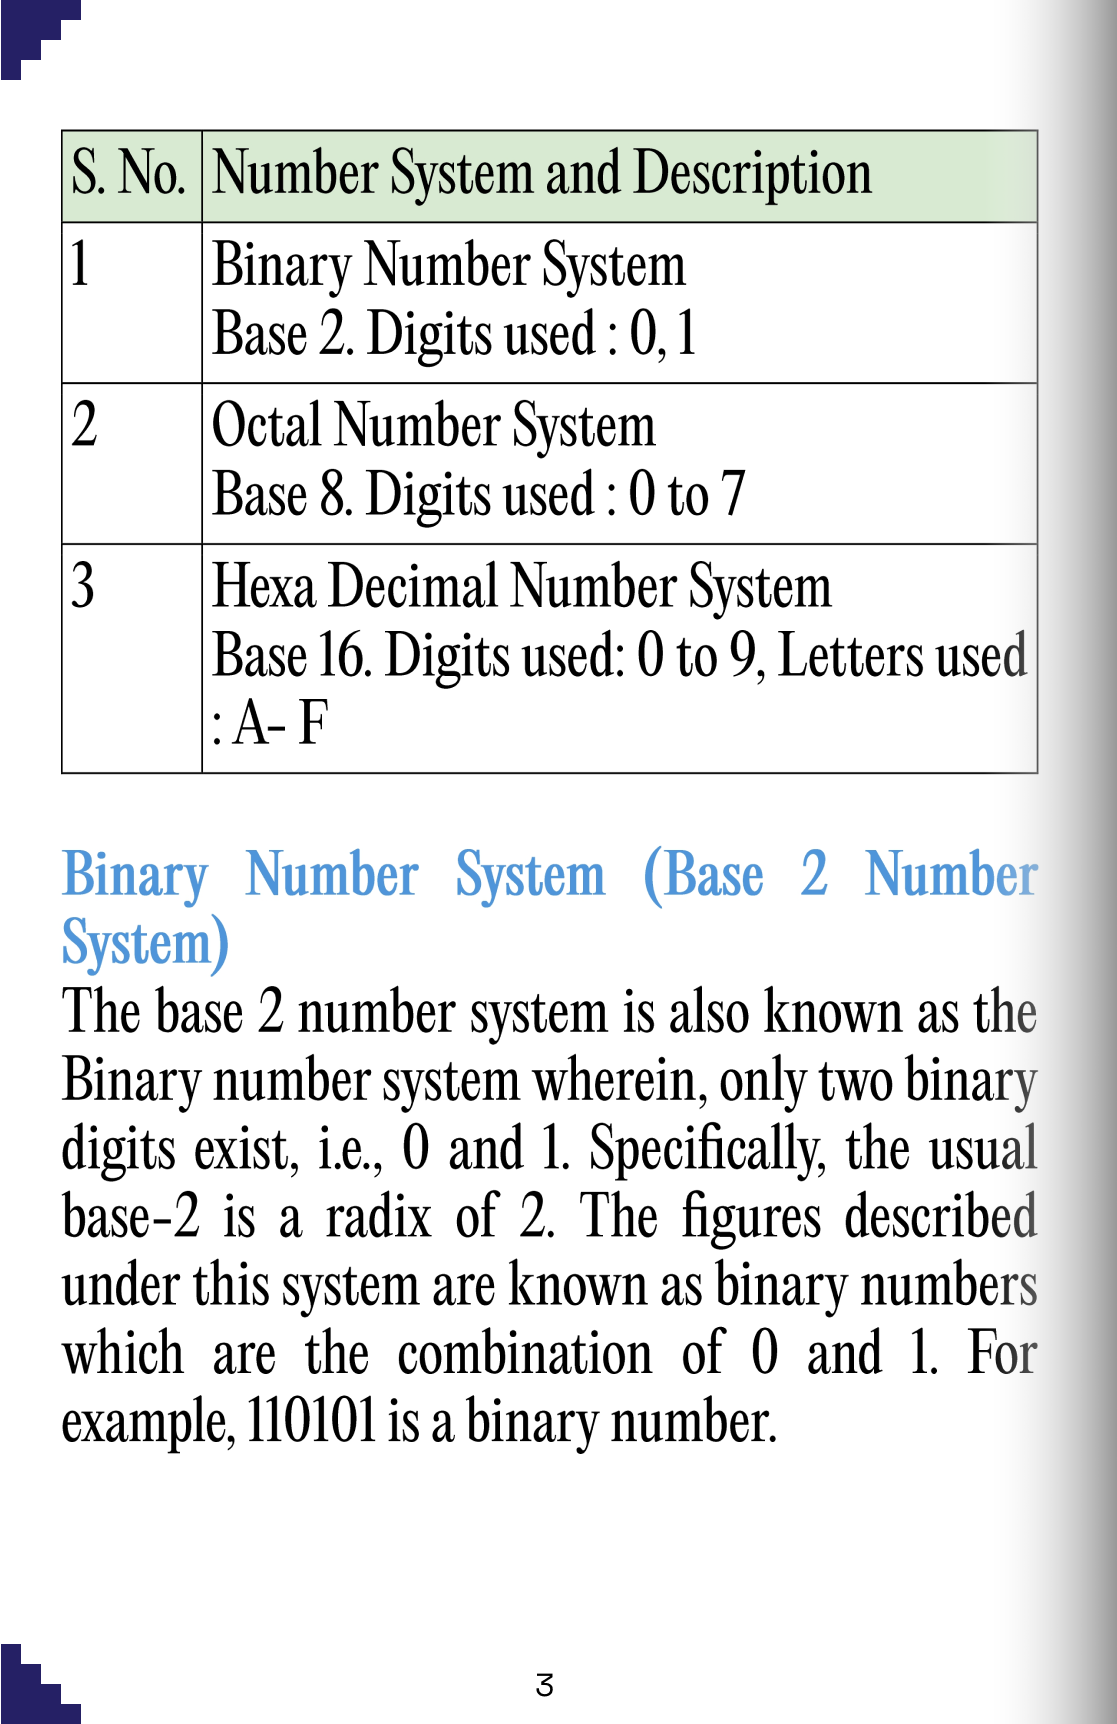 S. No. Number System and Description
1 Binary Number System
Base 2. Digits used : 0, 1
2 Octal Number System
Base 8. Digits used : 0 to 7
3 Hexa Decimal Number System
Base 16. Digits used: 0 to 9, Letters used
: A- F
Binary Number System (Base 2 Number
System)
The base 2 number system is also known as the
Binary number system wherein, only two binary
digits exist, i.e., 0 and 1. Specifically, the usual
base-2 is a radix of 2. The figures described
under this system are known as binary numbers
which are the combination of 0 and 1. For
example, 110101 is a binary number.
3